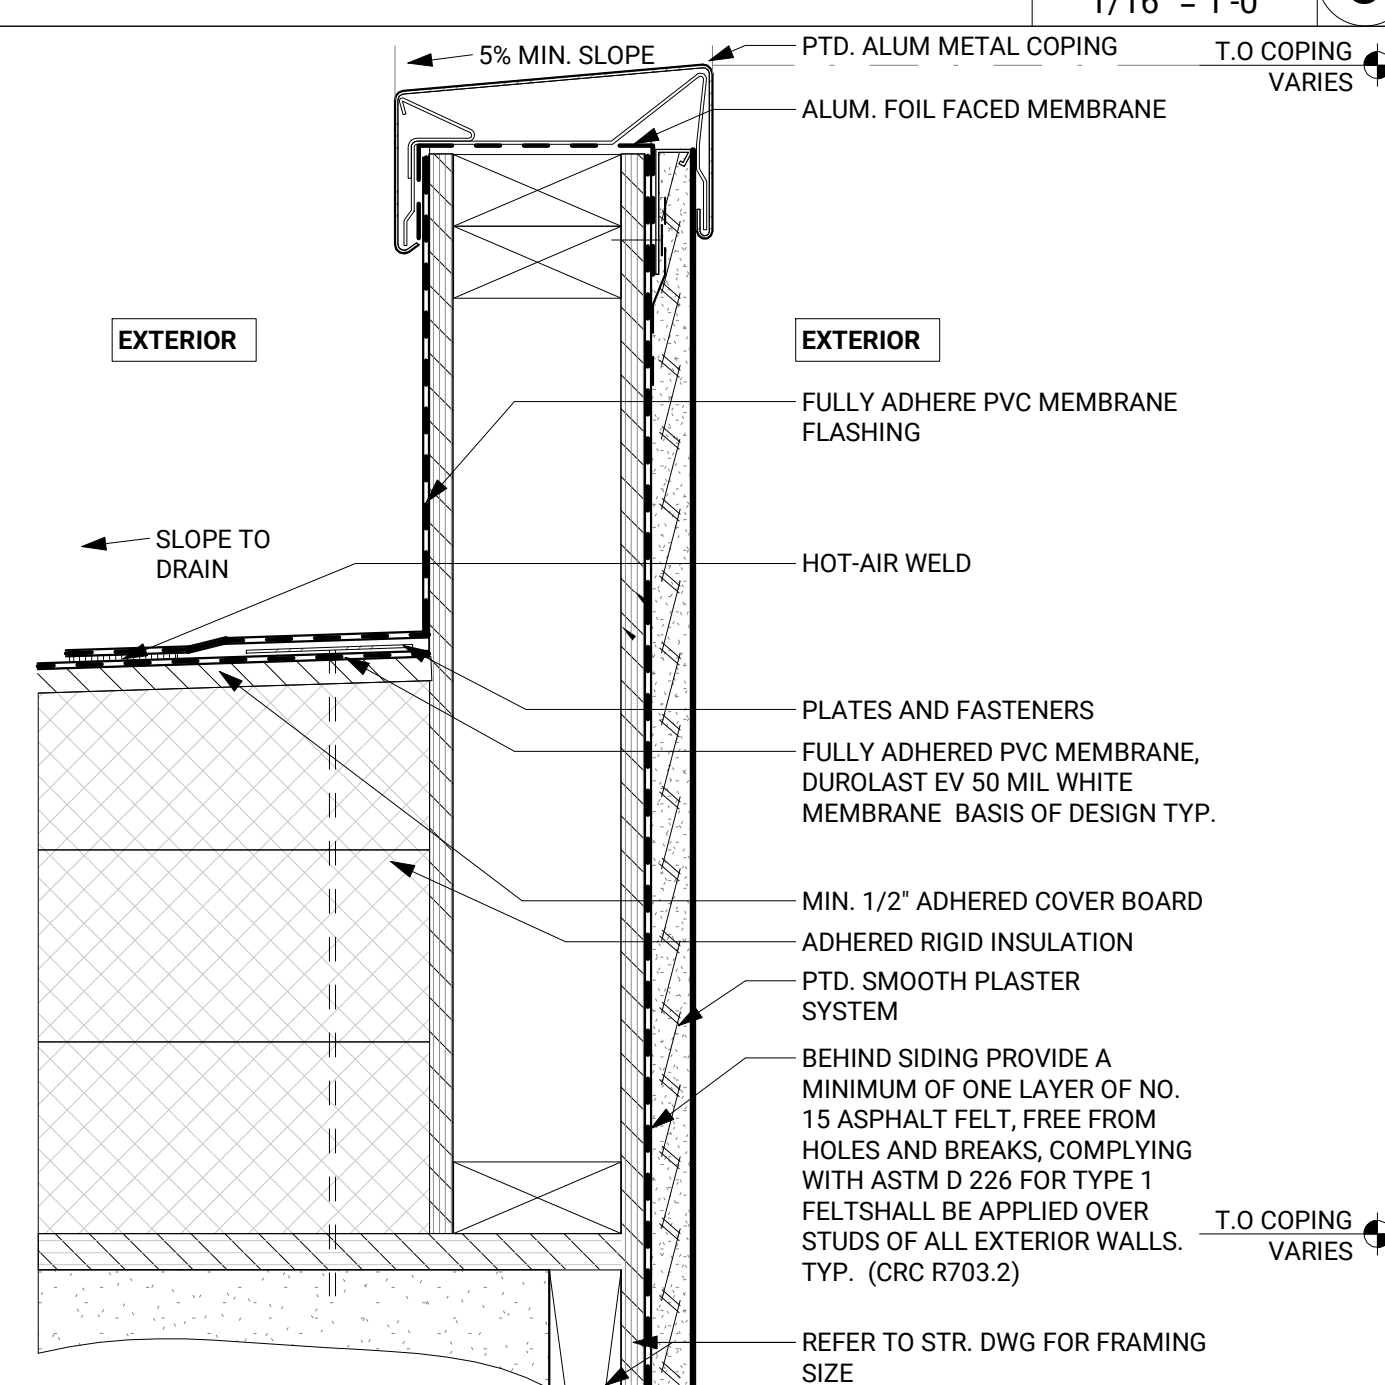 1/16" = 1'-0"
5% MIN. SLOPE
PTD. ALUM METAL COPING
T.O COPING
VARIES
ALUM. FOIL FACED MEMBRANE
EXTERIOR
EXTERIOR
FULLY ADHERE PVC MEMBRANE
FLASHING
SLOPE TO
DRAIN
HOT-AIR WELD
PLATES AND FASTENERS
FULLY ADHERED PVC MEMBRANE,
DUROLAST EV 50 MIL WHITE
MEMBRANE BASIS OF DESIGN TYP.
MIN. 1/2" ADHERED COVER BOARD
ADHERED RIGID INSULATION
PTD. SMOOTH PLASTER
SYSTEM
BEHIND SIDING PROVIDE A
MINIMUM OF ONE LAYER OF NO.
15 ASPHALT FELT, FREE FROM
HOLES AND BREAKS, COMPLYING
WITH ASTM D 226 FOR TYPE 1
FELTSHALL BE APPLIED OVER
STUDS OF ALL EXTERIOR WALLS.
TYP. (CRC R703.2)
T.O COPING
VARIES
REFER TO STR. DWG FOR FRAMING
SIZE